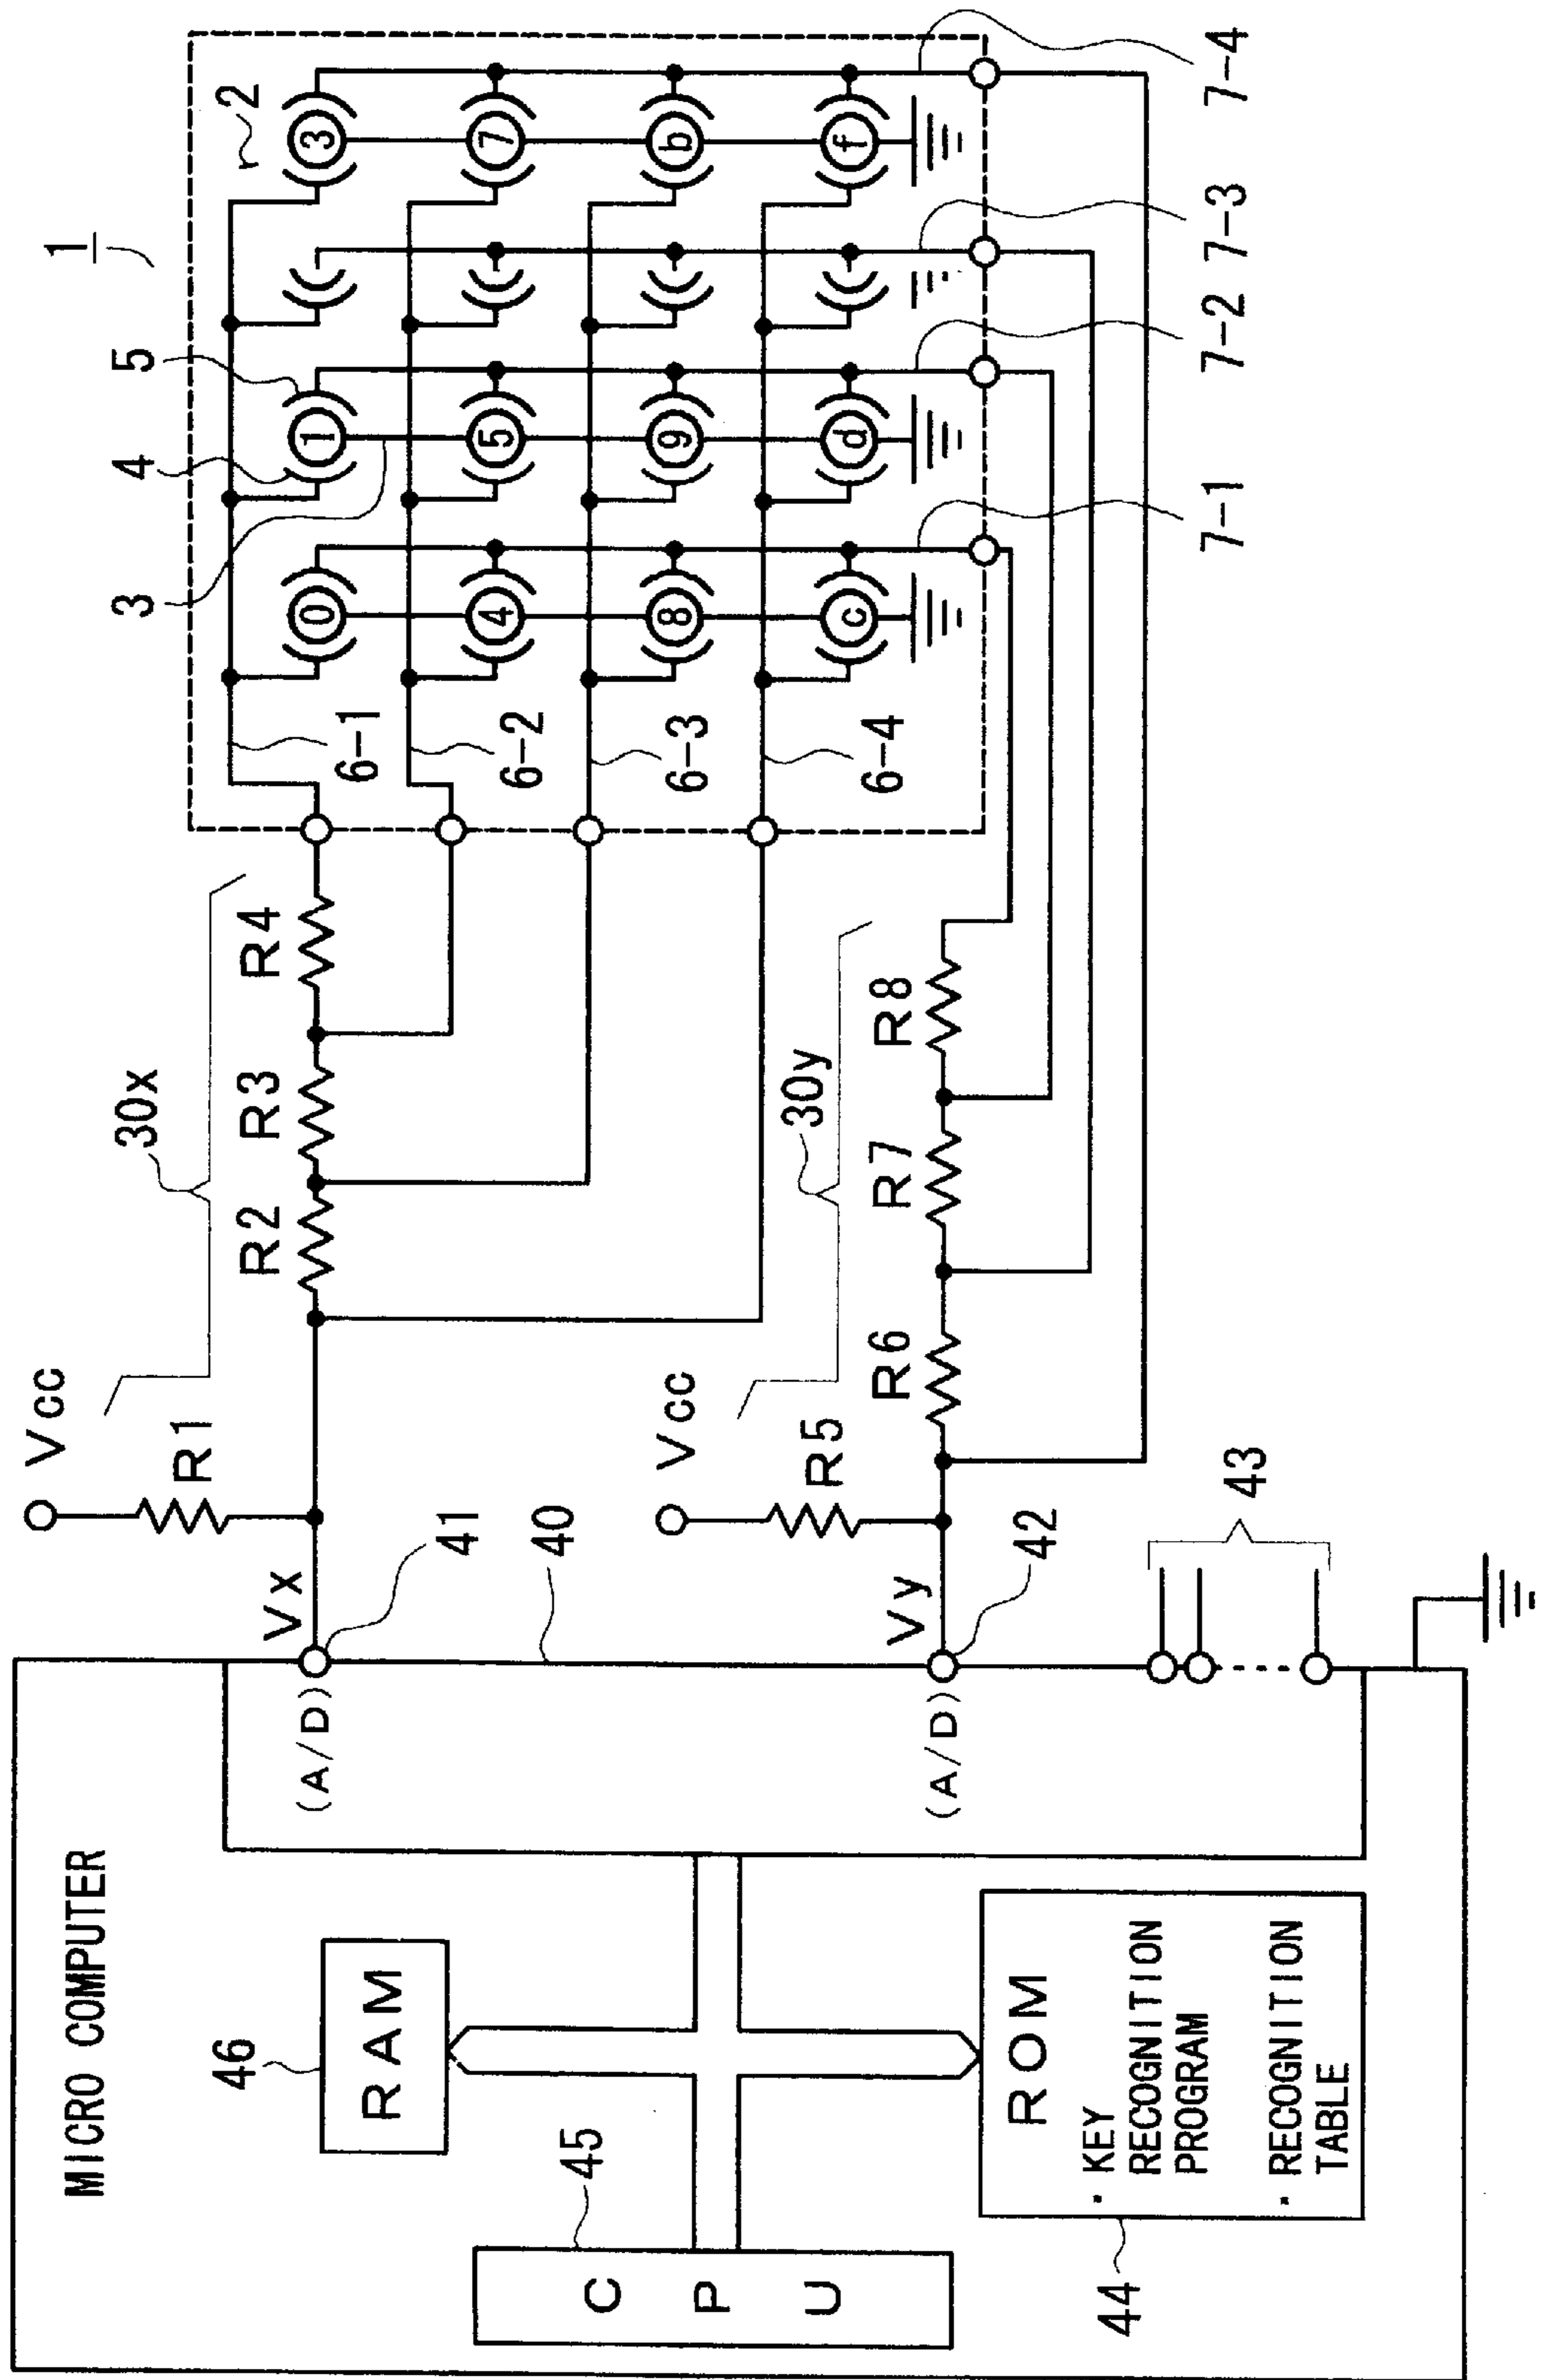 MICRO COMPUTER
46
RAM
45
CPU
44
ROM
・KEY
RECOGNITION
PROGRAM
・RECOGNITION
TABLE
(A/D)
(A/D)
Vx
41
40
Vy
42
43
Vcc
R1
Vcc
R5
30x
R2
R3
R4
30y
R6
R7
R8
1
2
3
4
5
6-1
6-2
6-3
6-4
0
1
3
4
5
7
8
9
b
c
d
f
7-1
7-2
7-3
7-4